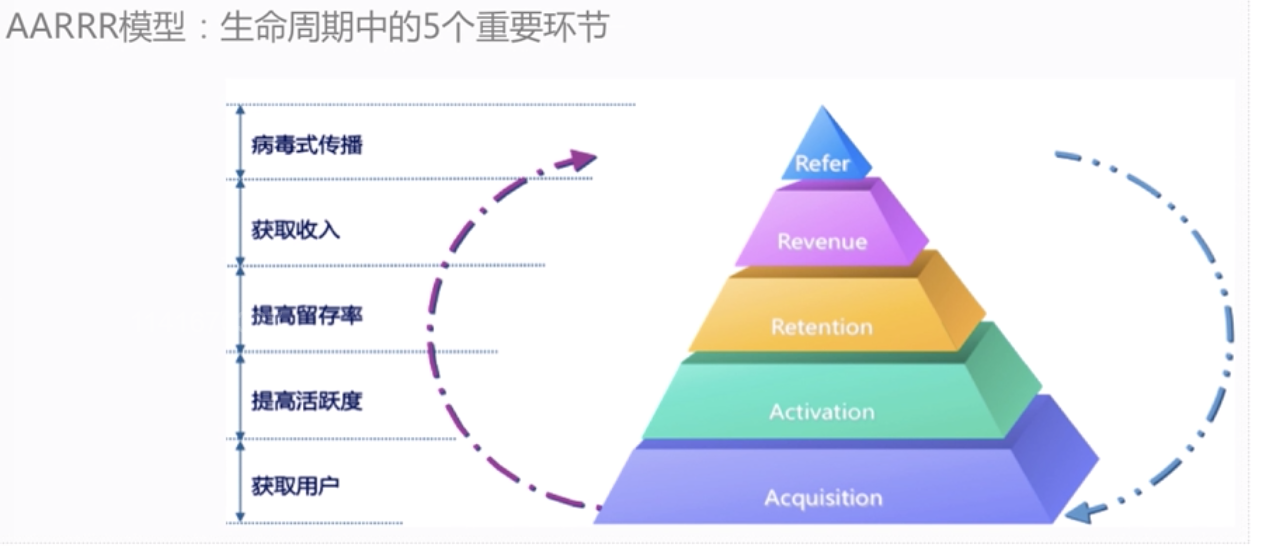 AARRR模型：生命周期中的5个重要环节
病毒式传播
Refer
获取收入
Revenue
提高留存率
Retention
提高活跃度
Activation
获取用户
Acquisition